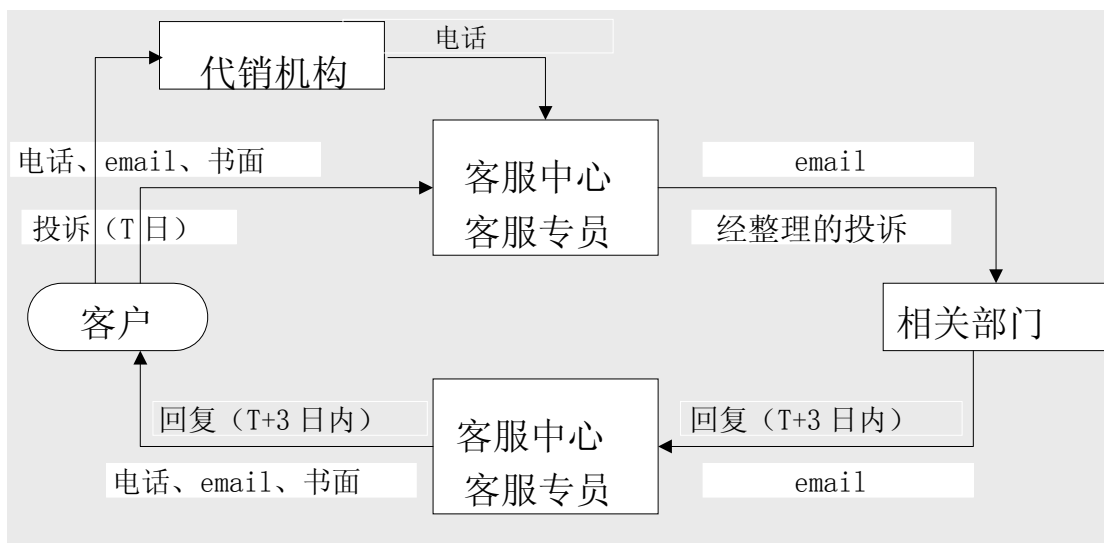 电话
代销机构
电话、email、书面
客服中心
客服专员
email
投诉（T 日）
经整理的投诉
客户
相关部门
回复（T+3 日内）
客服中心
客服专员
回复（T+3 日内）
电话、email、书面
email